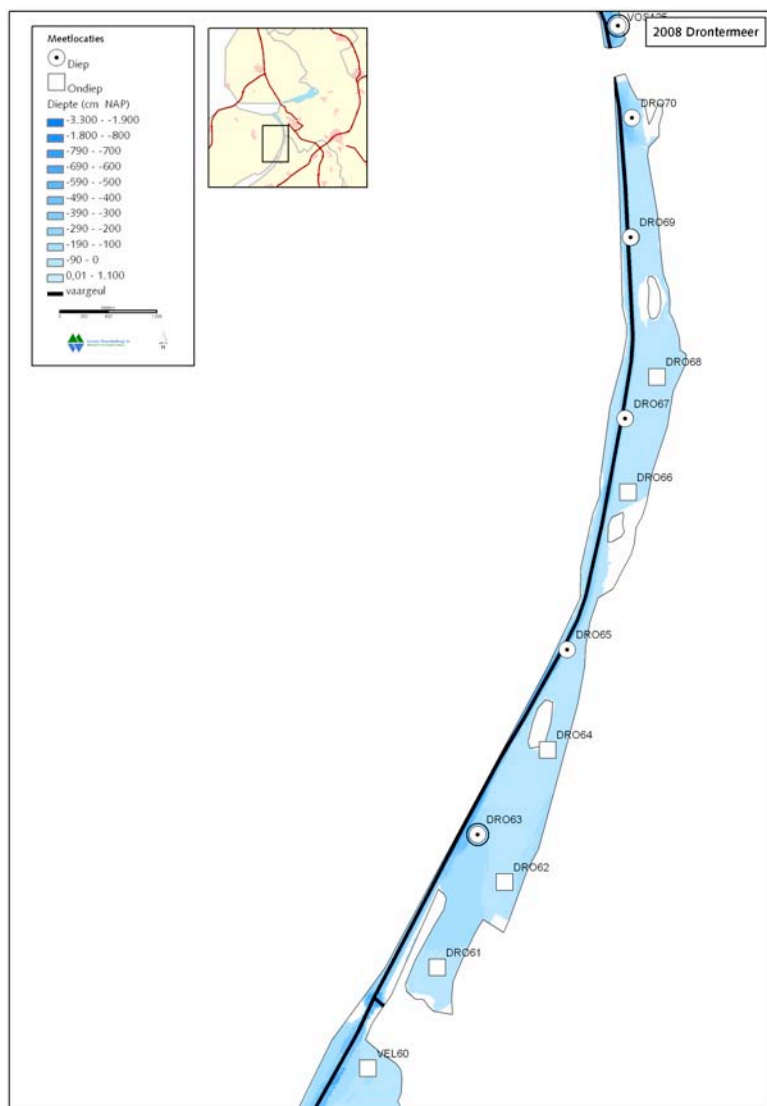 2008 Drontermeer
Meetlocaties
Diep
Ondiep
Diepte (cm NAP)
-3.300 - -1.900
-1.800 - -800
-790 - -700
-690 - -600
-590 - -500
-490 - -400
-390 - -300
-290 - -200
-190 - -100
-90 - 0
0,01 - 1.100
vaargeul
DRO70
DRO69
DRO68
DRO67
DRO66
DRO65
DRO64
DRO63
DRO62
DRO61
VEL60